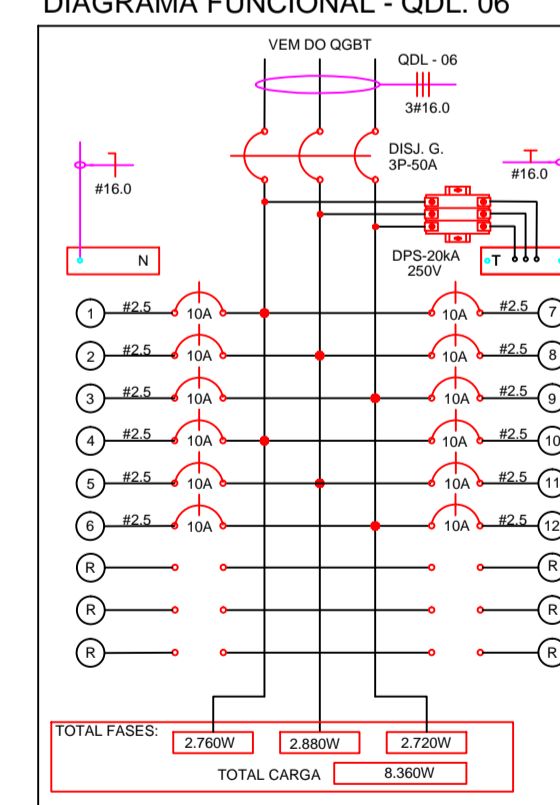 DIAGRAMA FUNCIONAL - QDL. 06
VEM DO QGBT
QDL - 06
3#16.0
DISJ. G.
3P-50A
#16.0
#16.0
N
DPS-20kA
250V
T
1 #2.5 10A 10A #2.5 7
2 #2.5 10A 10A #2.5 8
3 #2.5 10A 10A #2.5 9
4 #2.5 10A 10A #2.5 10
5 #2.5 10A 10A #2.5 11
6 #2.5 10A 10A #2.5 12
R R
R R
R R
TOTAL FASES:
2.760W 2.880W 2.720W
TOTAL CARGA 8.360W